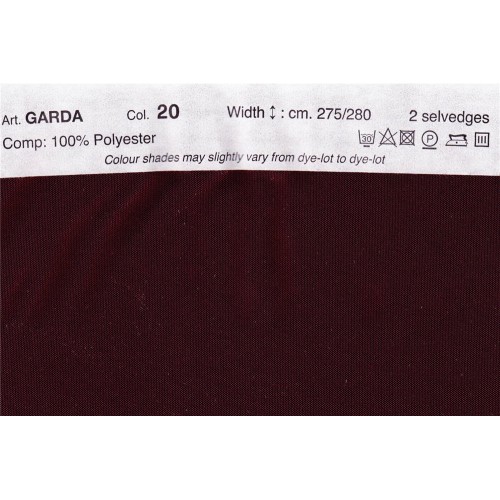 Art. GARDA Col. 20 Width ↕ : cm. 275/280 2 selvedges
Comp: 100% Polyester 30 P
Colour shades may slightly vary from dye-lot to dye-lot